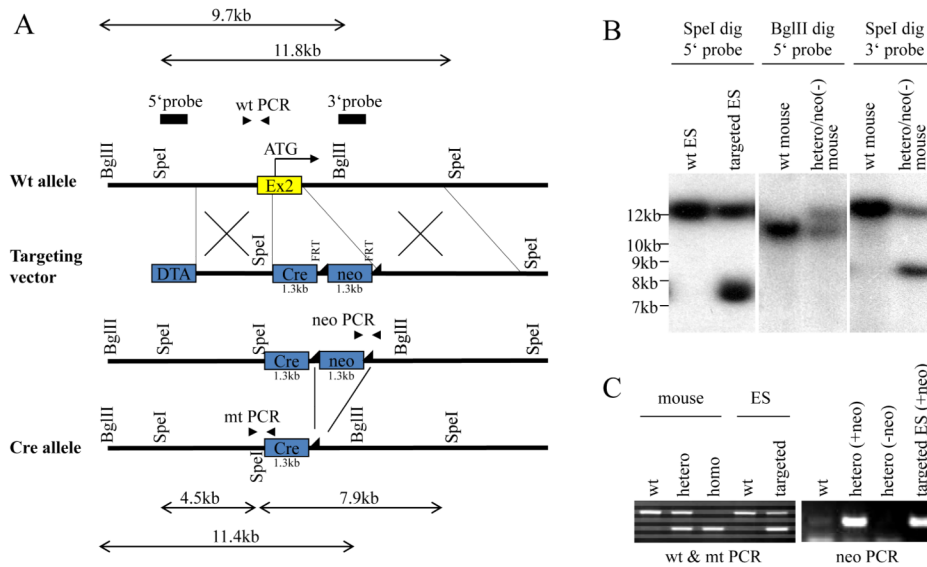 A
9.7kb
11.8kb
5‘probe
wt PCR
3‘probe
BglII
SpeI
ATG
BglII
SpeI
Wt allele
Ex2
Targeting
vector
DTA
SpeI
Cre
1.3kb
FRT
neo
1.3kb
FRT
SpeI
neo PCR
BglII
SpeI
SpeI
Cre
1.3kb
neo
1.3kb
BglII
SpeI
mt PCR
Cre allele
BglII
SpeI
SpeI
Cre
1.3kb
BglII
SpeI
4.5kb
7.9kb
11.4kb
B
SpeI dig
5‘ probe
BglII dig
5‘ probe
SpeI dig
3‘ probe
wt ES
targeted ES
wt mouse
hetero/neo(-)
mouse
wt mouse
hetero/neo(-)
mouse
12kb
10kb
9kb
8kb
7kb
C
mouse
ES
wt
hetero
homo
wt
targeted
wt
hetero (+neo)
hetero (-neo)
targeted ES (+neo)
wt & mt PCR
neo PCR